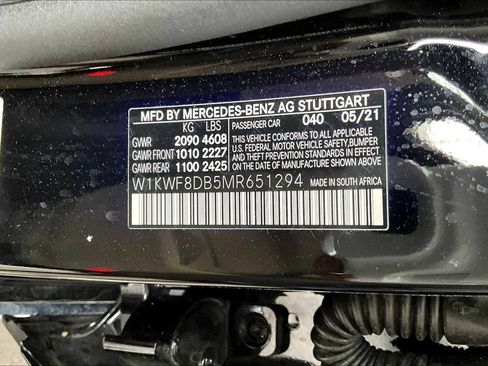 MFD BY MERCEDES-BENZ AG STUTTGART
KG LBS PASSENGER CAR 040 05/21
GVWR 2090 4608 THIS VEHICLE CONFORMS TO ALL APPLICABLE
GAWR FRONT 1010 2227 U.S. FEDERAL MOTOR VEHICLE SAFETY, BUMPER
GAWR REAR 1100 2425 AND THEFT PREVENTION STANDARDS IN EFFECT ON THE DATE OF MANUFACTURE SHOWN ABOVE.
W1KWF8DB5MR651294 MADE IN SOUTH AFRICA